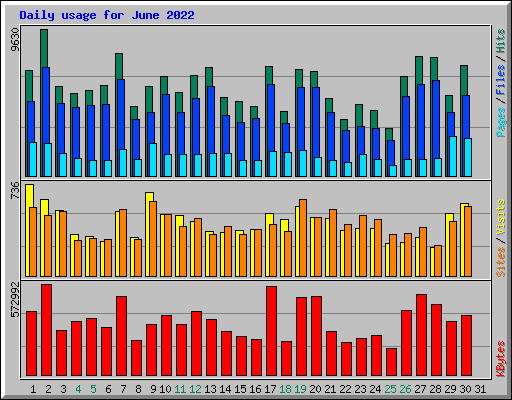 Daily usage for June 2022
9630
Pages / Files / Hits
736
Sites / Visits
572992
KBytes
1 2 3 4 5 6 7 8 9 10 11 12 13 14 15 16 17 18 19 20 21 22 23 24 25 26 27 28 29 30 31